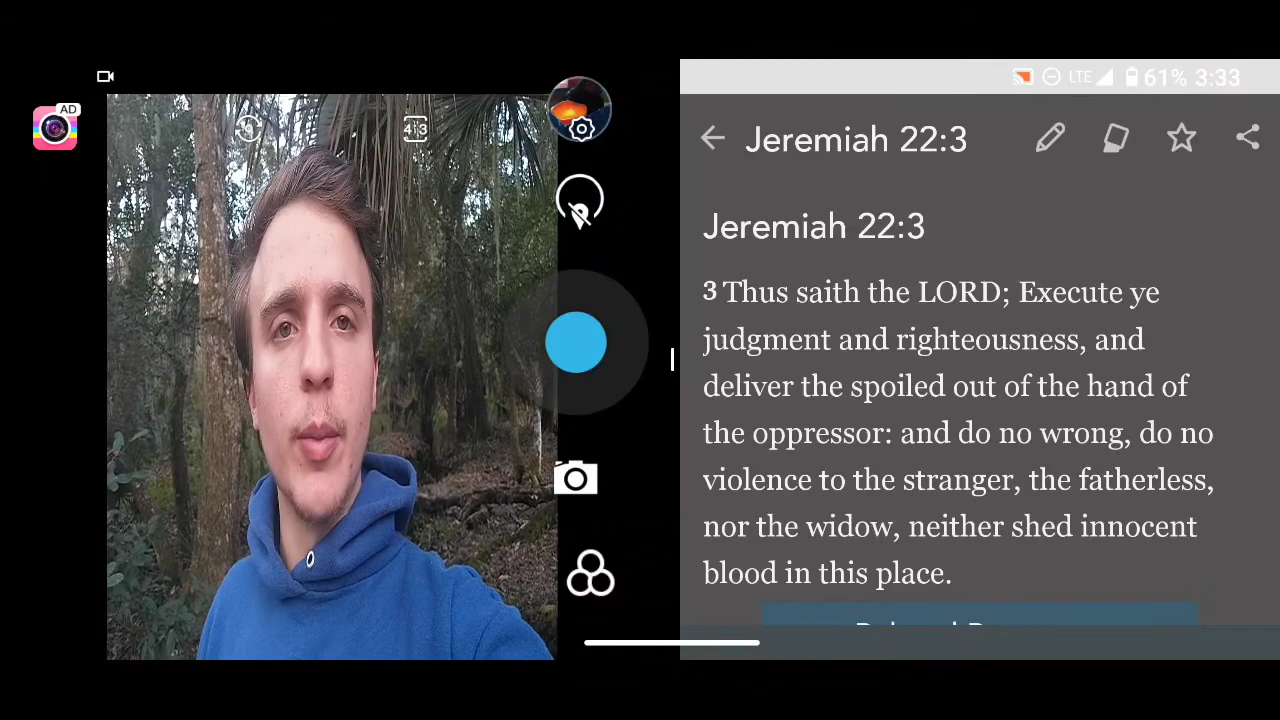 AD
4:3
LTE 61% 3:33
Jeremiah 22:3
Jeremiah 22:3
3 Thus saith the LORD; Execute ye
judgment and righteousness, and
deliver the spoiled out of the hand of
the oppressor: and do no wrong, do no
violence to the stranger, the fatherless,
nor the widow, neither shed innocent
blood in this place.